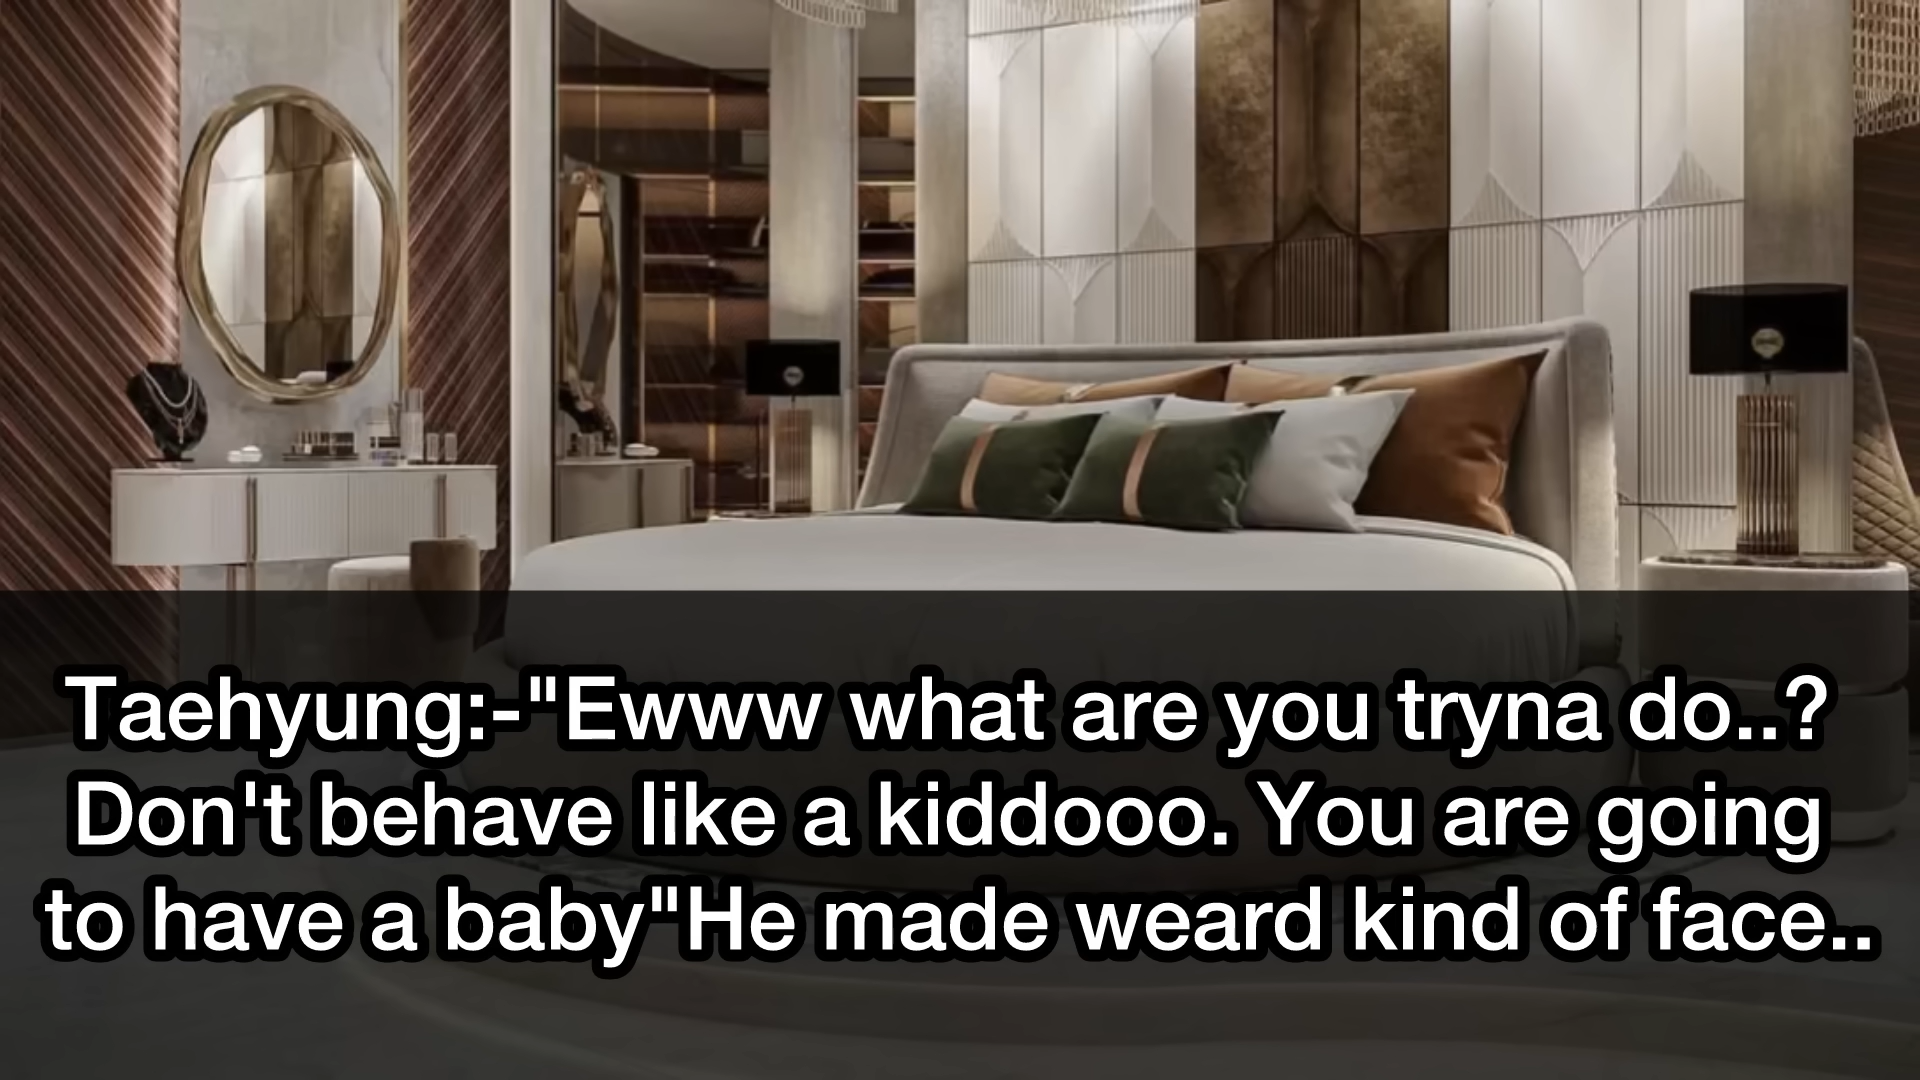 Taehyung:-"Ewww what are you tryna do..?
Don't behave like a kiddooo. You are going
to have a baby"He made weard kind of face..